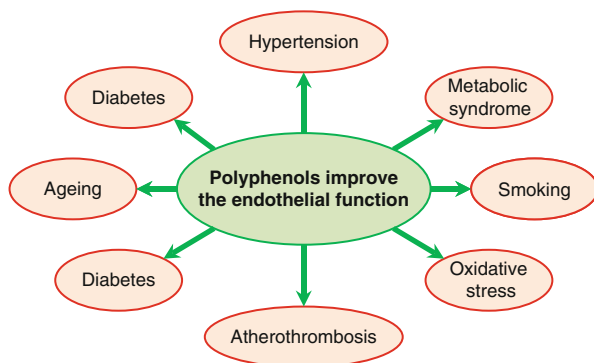 Hypertension
Diabetes
Metabolic
syndrome
Polyphenols improve
the endothelial function
Ageing
Smoking
Diabetes
Oxidative
stress
Atherothrombosis